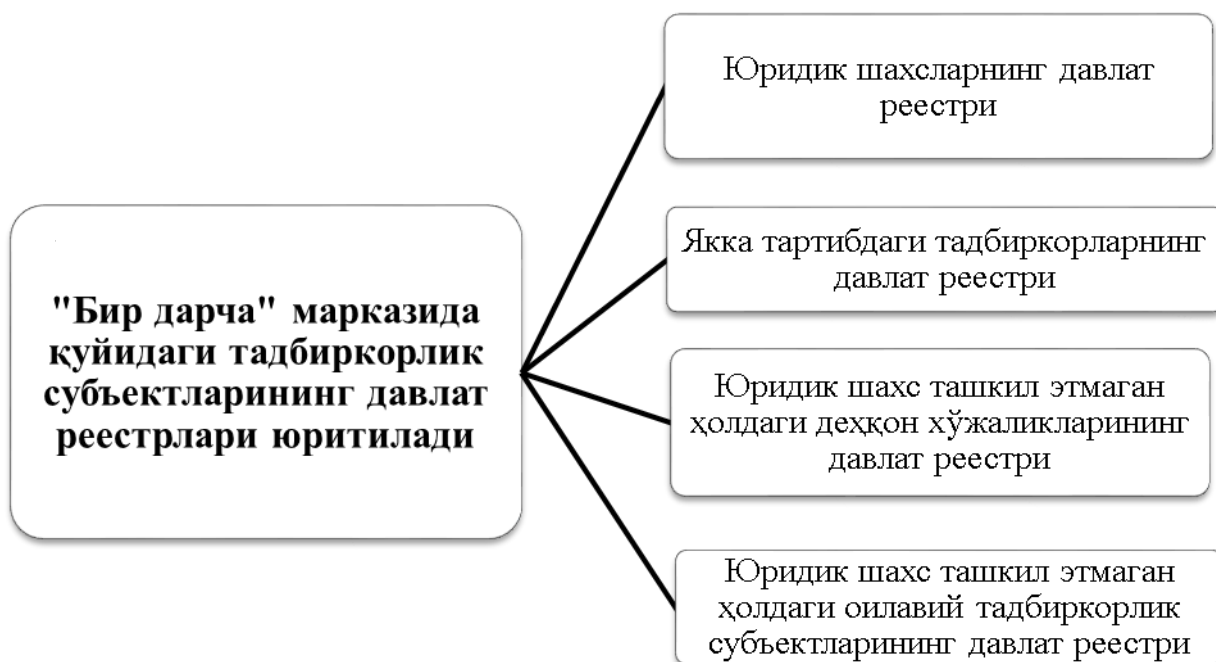 "Бир дарча" марказида
қуйидаги тадбиркорлик
субъектларининг давлат
реестрлари юритилади
Юридик шахсларнинг давлат
реестри
Якка тартибдаги тадбиркорларнинг
давлат реестри
Юридик шахс ташкил этмаган
ҳолдаги деҳқон хўжаликларининг
давлат реестри
Юридик шахс ташкил этмаган
ҳолдаги оилавий тадбиркорлик
субъектларининг давлат реестри